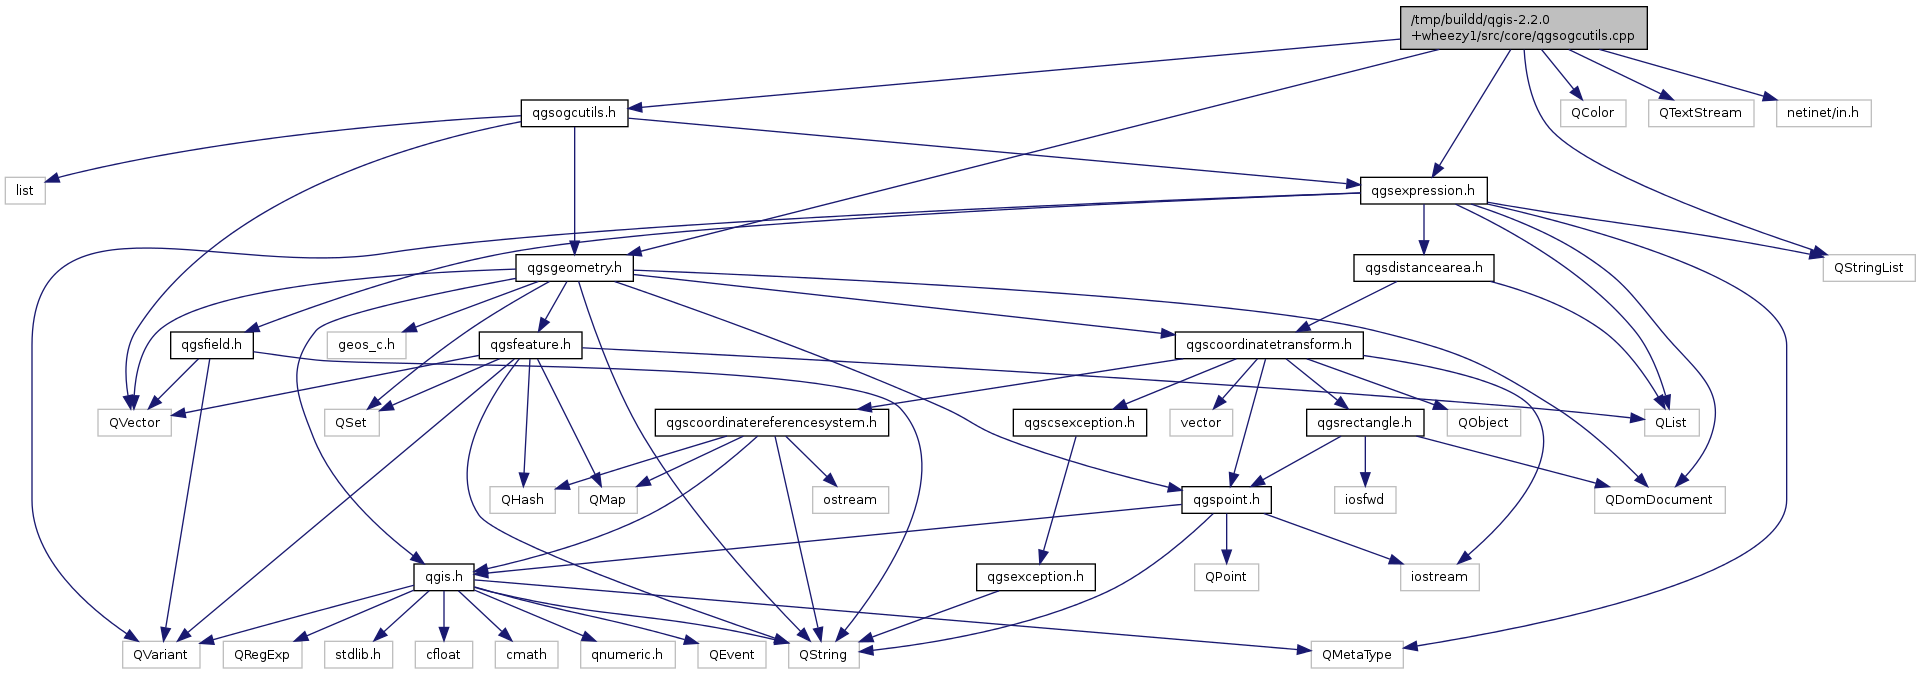 /tmp/buildd/qgis-2.2.0
+wheezy1/src/core/qgsogcutils.cpp
qgsogcutils.h
QColor
QTextStream
netinet/in.h
list
qgsexpression.h
qgsgeometry.h
qgsdistancearea.h
QStringList
qgsfield.h
geos_c.h
qgsfeature.h
qgscoordinatetransform.h
QVector
QSet
qgscoordinatereferencesystem.h
qgscsexception.h
vector
qgsrectangle.h
QObject
QList
QHash
QMap
ostream
qgspoint.h
iosfwd
QDomDocument
qgis.h
qgsexception.h
QPoint
iostream
QVariant
QRegExp
stdlib.h
cfloat
cmath
qnumeric.h
QEvent
QString
QMetaType